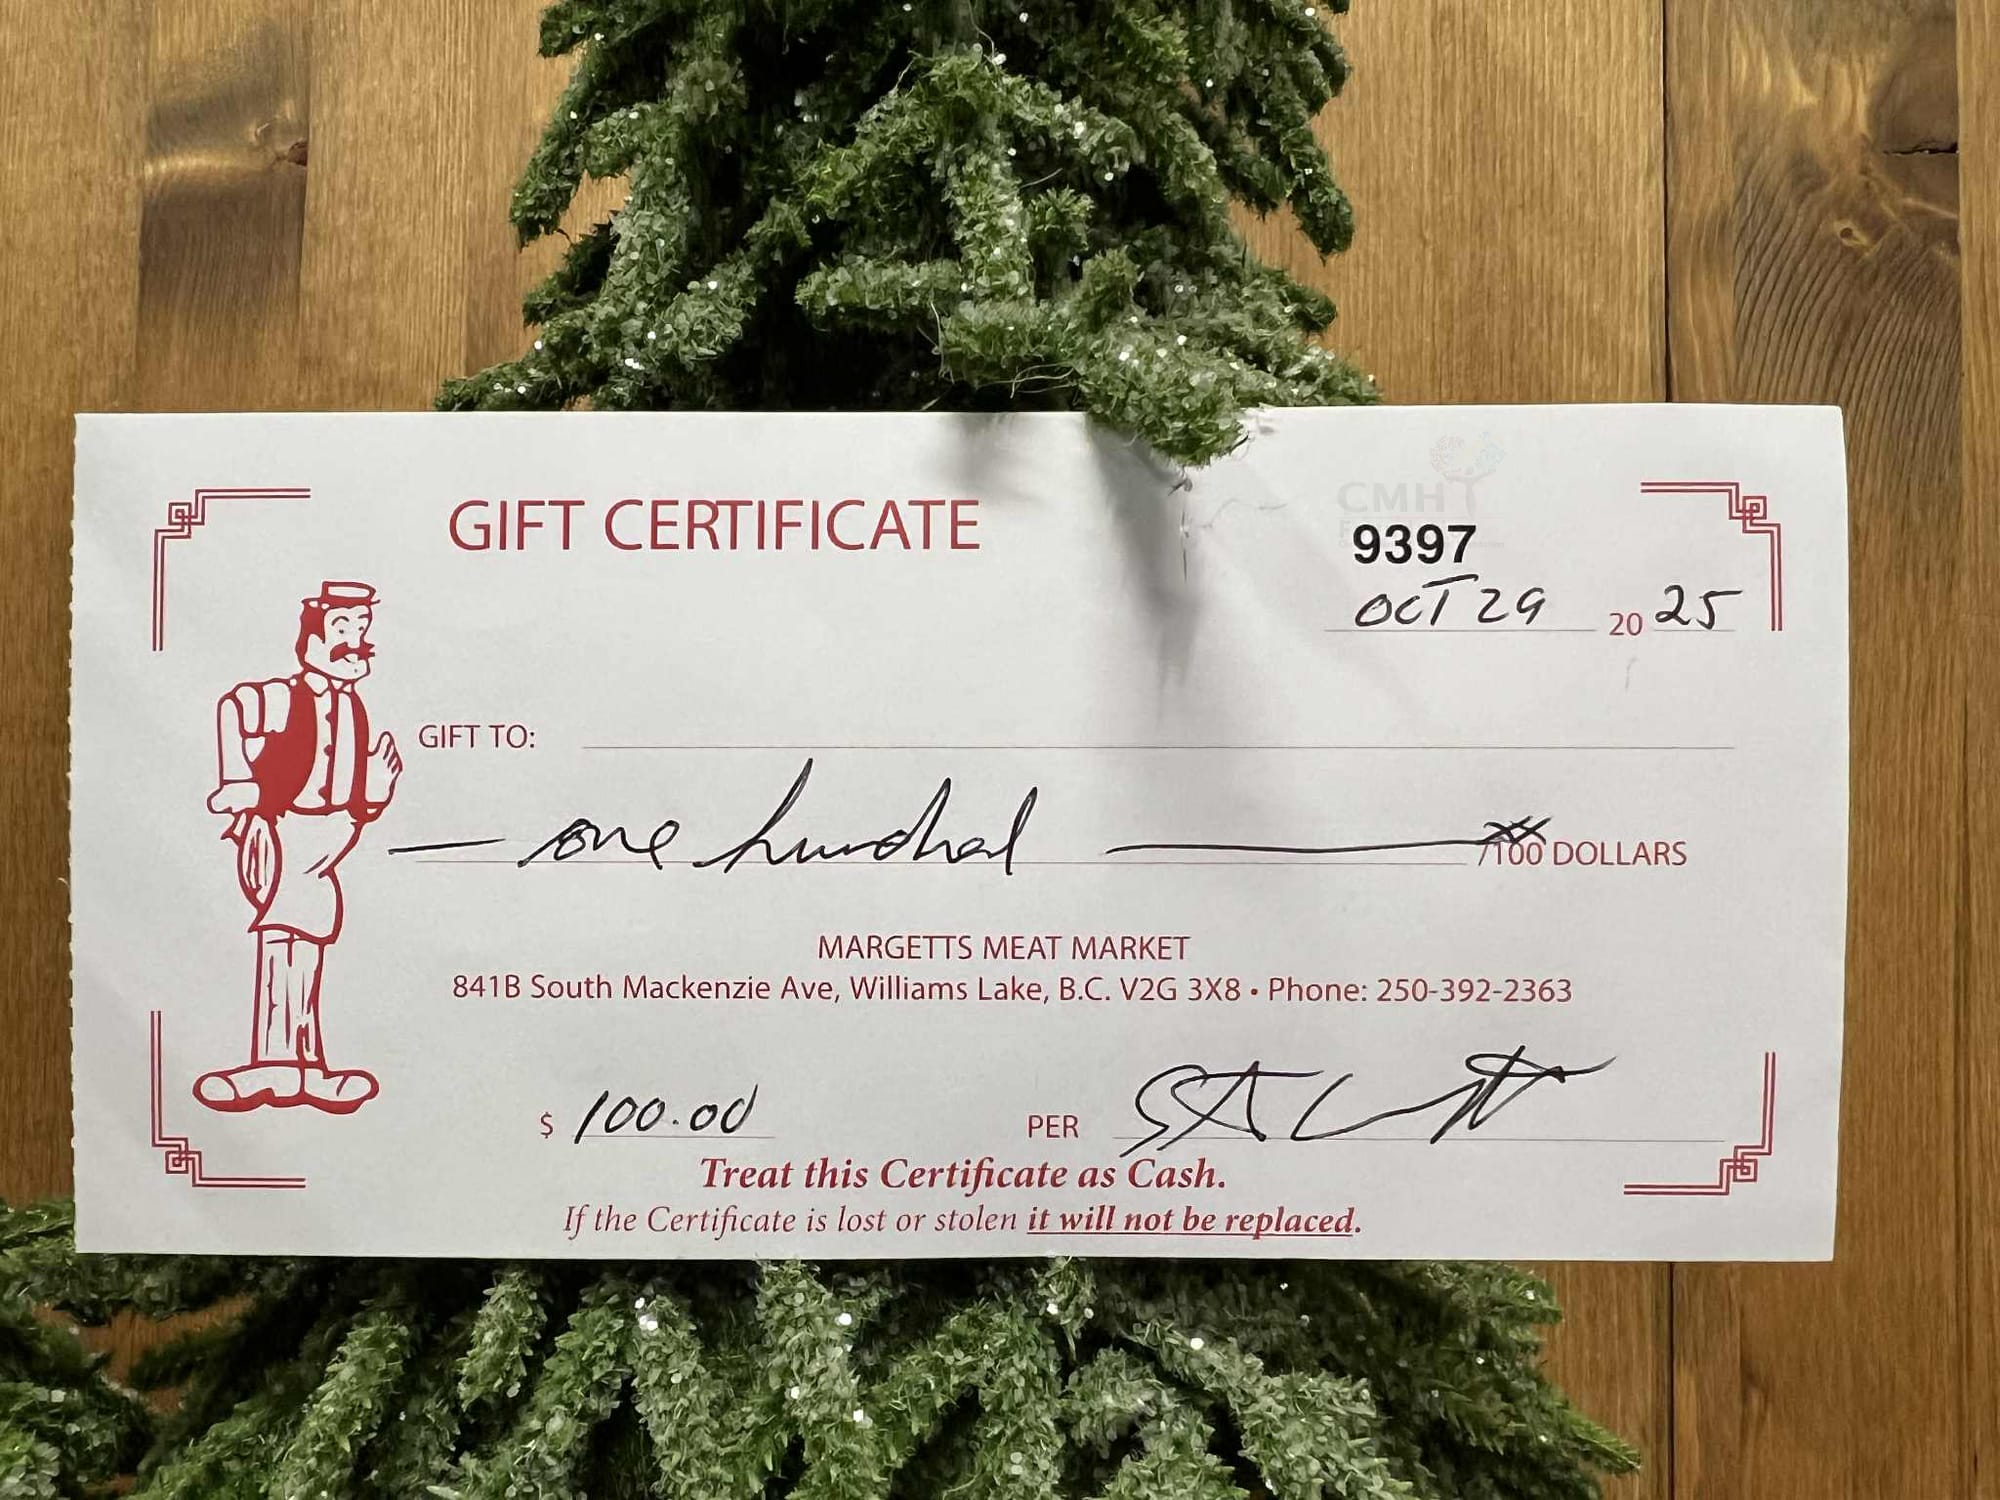 GIFT CERTIFICATE
CMH
9397
OCT 29 20 25
GIFT TO:
— one hundred — xx/100 DOLLARS
MARGETTS MEAT MARKET
841B South Mackenzie Ave, Williams Lake, B.C. V2G 3X8 • Phone: 250-392-2363
$ 100.00 PER
Treat this Certificate as Cash.
If the Certificate is lost or stolen it will not be replaced.